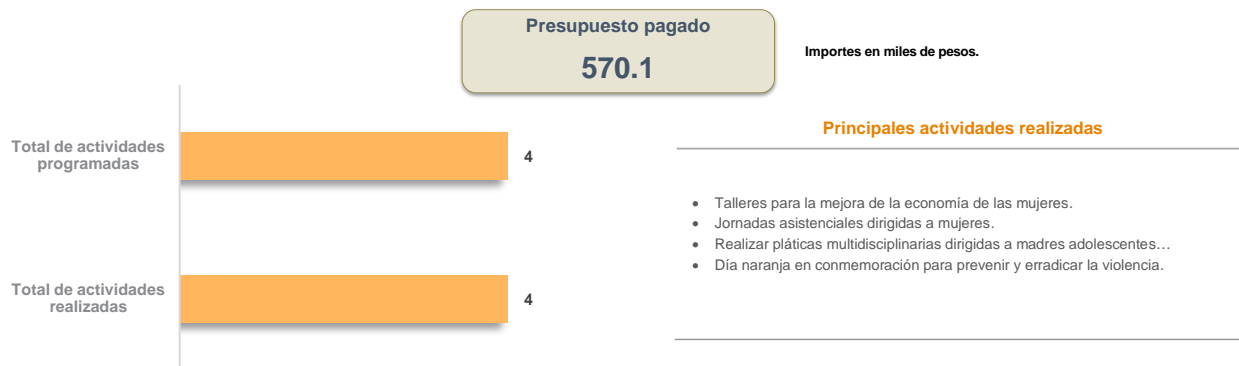 Presupuesto pagado
570.1
Importes en miles de pesos.
Total de actividades
programadas
4
Total de actividades
realizadas
4
Principales actividades realizadas
• Talleres para la mejora de la economía de las mujeres.
• Jornadas asistenciales dirigidas a mujeres.
• Realizar pláticas multidisciplinarias dirigidas a madres adolescentes…
• Día naranja en conmemoración para prevenir y erradicar la violencia.